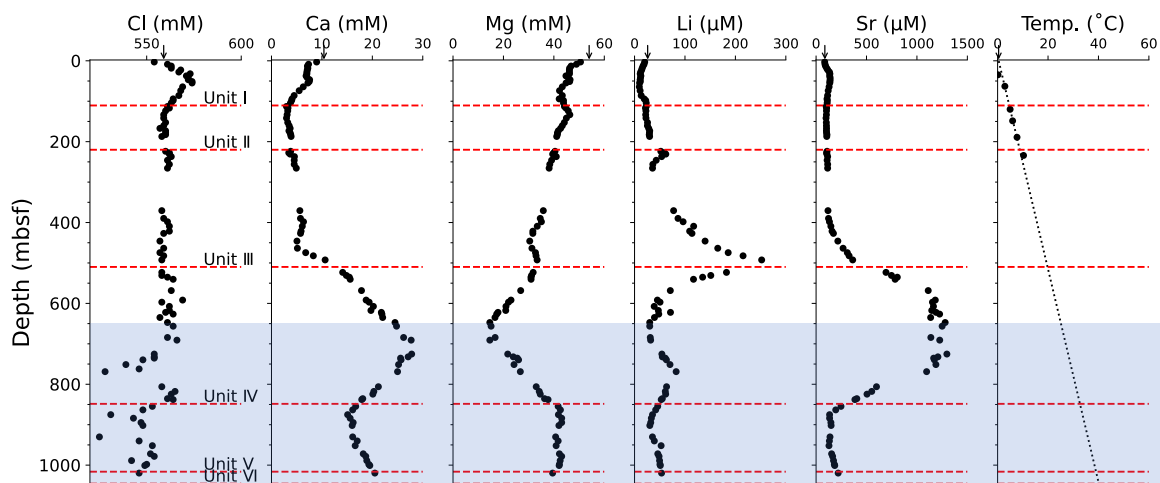 Cl (mM) Ca (mM) Mg (mM) Li (µM) Sr (µM) Temp. (˚C)
550 600 0 10 20 30 0 20 40 60 0 100 200 300 0 500 1000 1500 0 20 40 60
Depth (mbsf)
0
Unit I
Unit II
200
400
Unit III
600
Unit IV
800
Unit V
1000
Unit VI